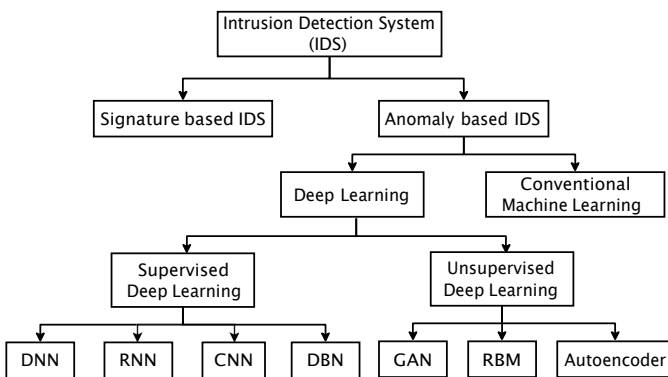 Intrusion Detection System
(IDS)
Signature based IDS
Anomaly based IDS
Deep Learning
Conventional
Machine Learning
Supervised
Deep Learning
Unsupervised
Deep Learning
DNN
RNN
CNN
DBN
GAN
RBM
Autoencoder